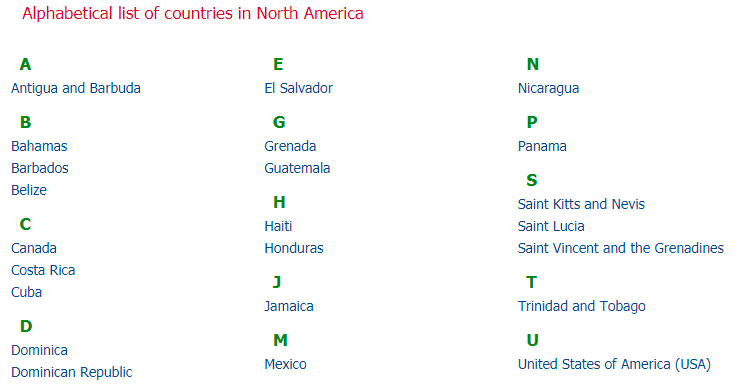 Alphabetical list of countries in North America
A
Antigua and Barbuda
B
Bahamas
Barbados
Belize
C
Canada
Costa Rica
Cuba
D
Dominica
Dominican Republic
E
El Salvador
G
Grenada
Guatemala
H
Haiti
Honduras
J
Jamaica
M
Mexico
N
Nicaragua
P
Panama
S
Saint Kitts and Nevis
Saint Lucia
Saint Vincent and the Grenadines
T
Trinidad and Tobago
U
United States of America (USA)